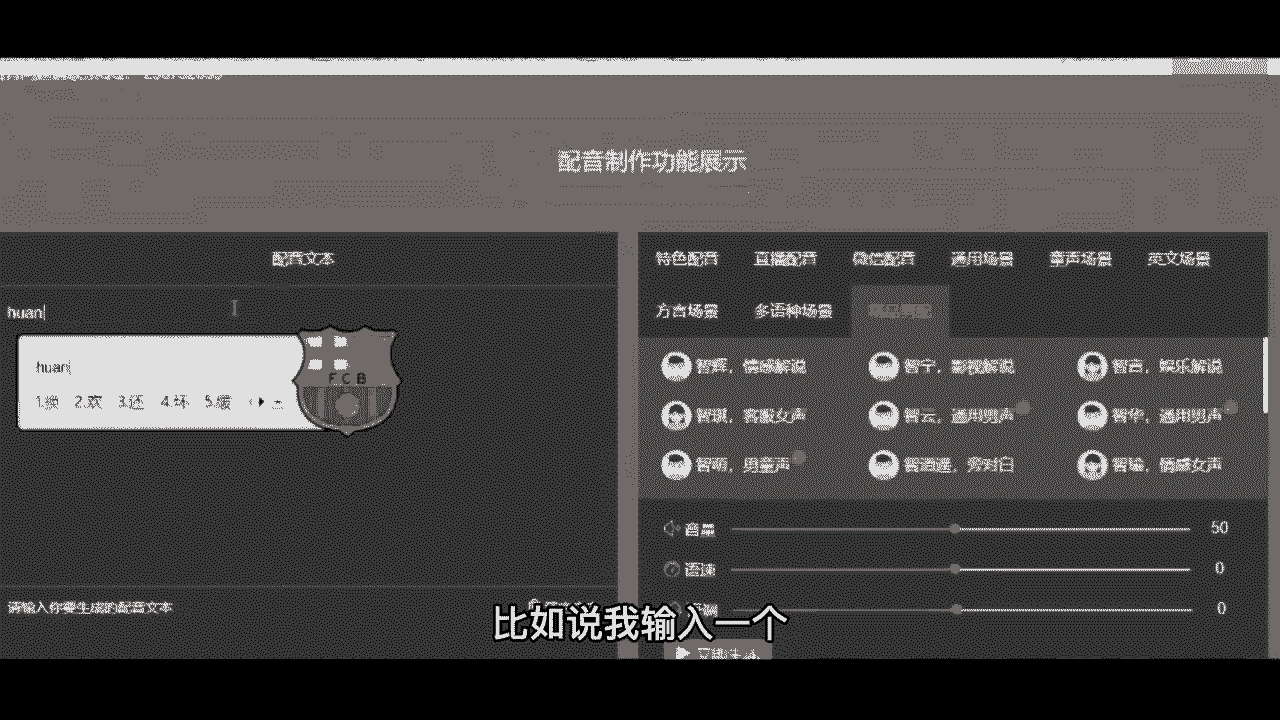 配音制作功能展示
配音文本
特色配音 直播配音 微信配音 通用场景 童声场景 英文场景
huan
方言场景 多语种场景
huan
1.换 2.欢 3.还 4.坏 5.缓
FCB
智辉，情感解说 智宁，影视解说 智言，娱乐解说
智琪，客服女声 智云，通用男声 智华，通用男声
智萌，男童声 智逍遥，旁对白 智瑜，情感女声
音量 50
语速 0
请输入你要生成的配音文本
0
比如说我输入一个